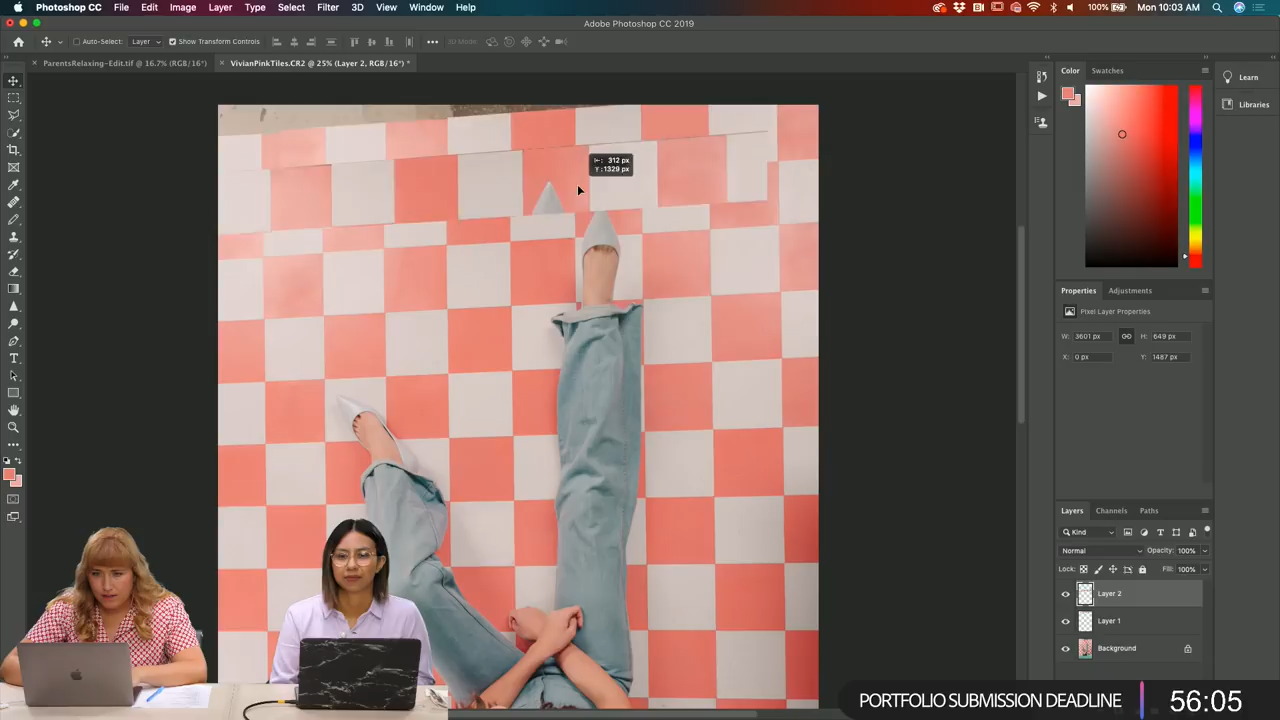 Photoshop CC File Edit Image Layer Type Select Filter 3D View Window Help 100% Mon 10:03 AM
Adobe Photoshop CC 2019
Auto-Select: Layer Show Transform Controls 3D Mode:
ParentsRelaxing-Edit.tif @ 16.7% (RGB/16*) VivianPinkTiles.CR2 @ 25% (Layer 2, RGB/16*) *
312 px
Y: 1329 px
Color Swatches
Learn
Libraries
Properties Adjustments
Pixel Layer Properties
W: 3601 px H: 649 px
X: 0 px Y: 1487 px
Layers Channels Paths
Kind
Normal Opacity: 100%
Lock: Fill: 100%
Layer 2
Layer 1
Background
PORTFOLIO SUBMISSION DEADLINE 56:05